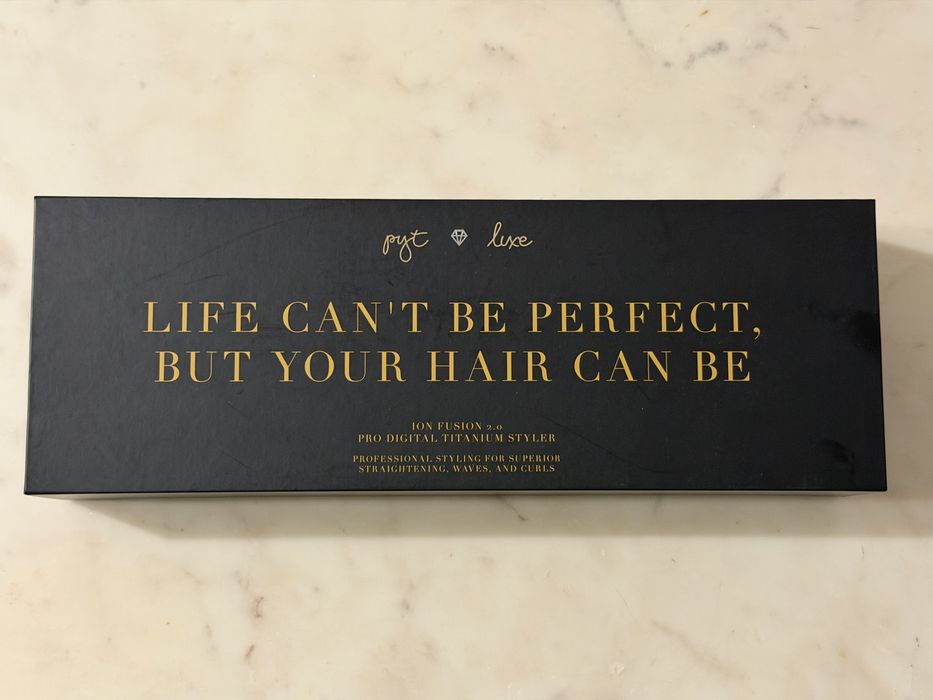 pyt luxe
LIFE CAN'T BE PERFECT,
BUT YOUR HAIR CAN BE
ION FUSION 2.0
PRO DIGITAL TITANIUM STYLER
PROFESSIONAL STYLING FOR SUPERIOR
STRAIGHTENING, WAVES, AND CURLS